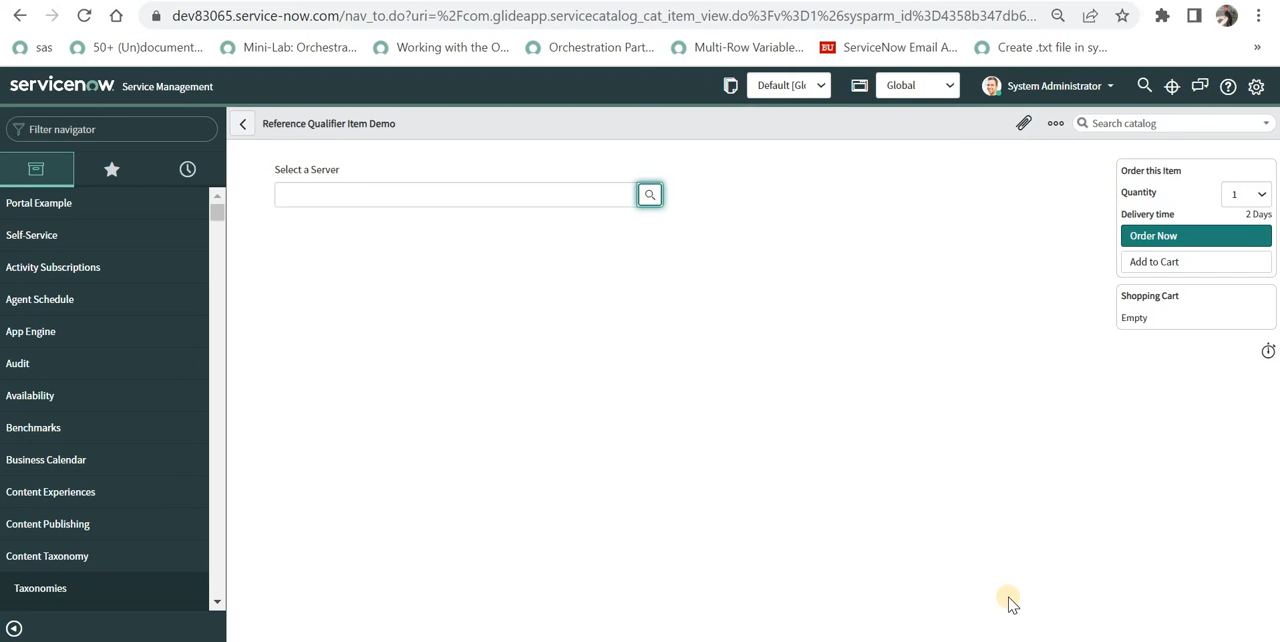 dev83065.service-now.com/nav_to.do?uri=%2Fcom.glideapp.servicecatalog_cat_item_view.do%3Fv%3D1%26sysparm_id%3D4358b347db6...
sas
50+ (Un)document...
Mini-Lab: Orchestra...
Working with the O...
Orchestration Part...
Multi-Row Variable...
ServiceNow Email A...
Create .txt file in sy...
»
servicenow Service Management
Default [Gl
Global
System Administrator
Filter navigator
Reference Qualifier Item Demo
Search catalog
Portal Example
Self-Service
Activity Subscriptions
Agent Schedule
App Engine
Audit
Availability
Benchmarks
Business Calendar
Content Experiences
Content Publishing
Content Taxonomy
Taxonomies
Select a Server
Order this Item
Quantity 1
Delivery time 2 Days
Order Now
Add to Cart
Shopping Cart
Empty